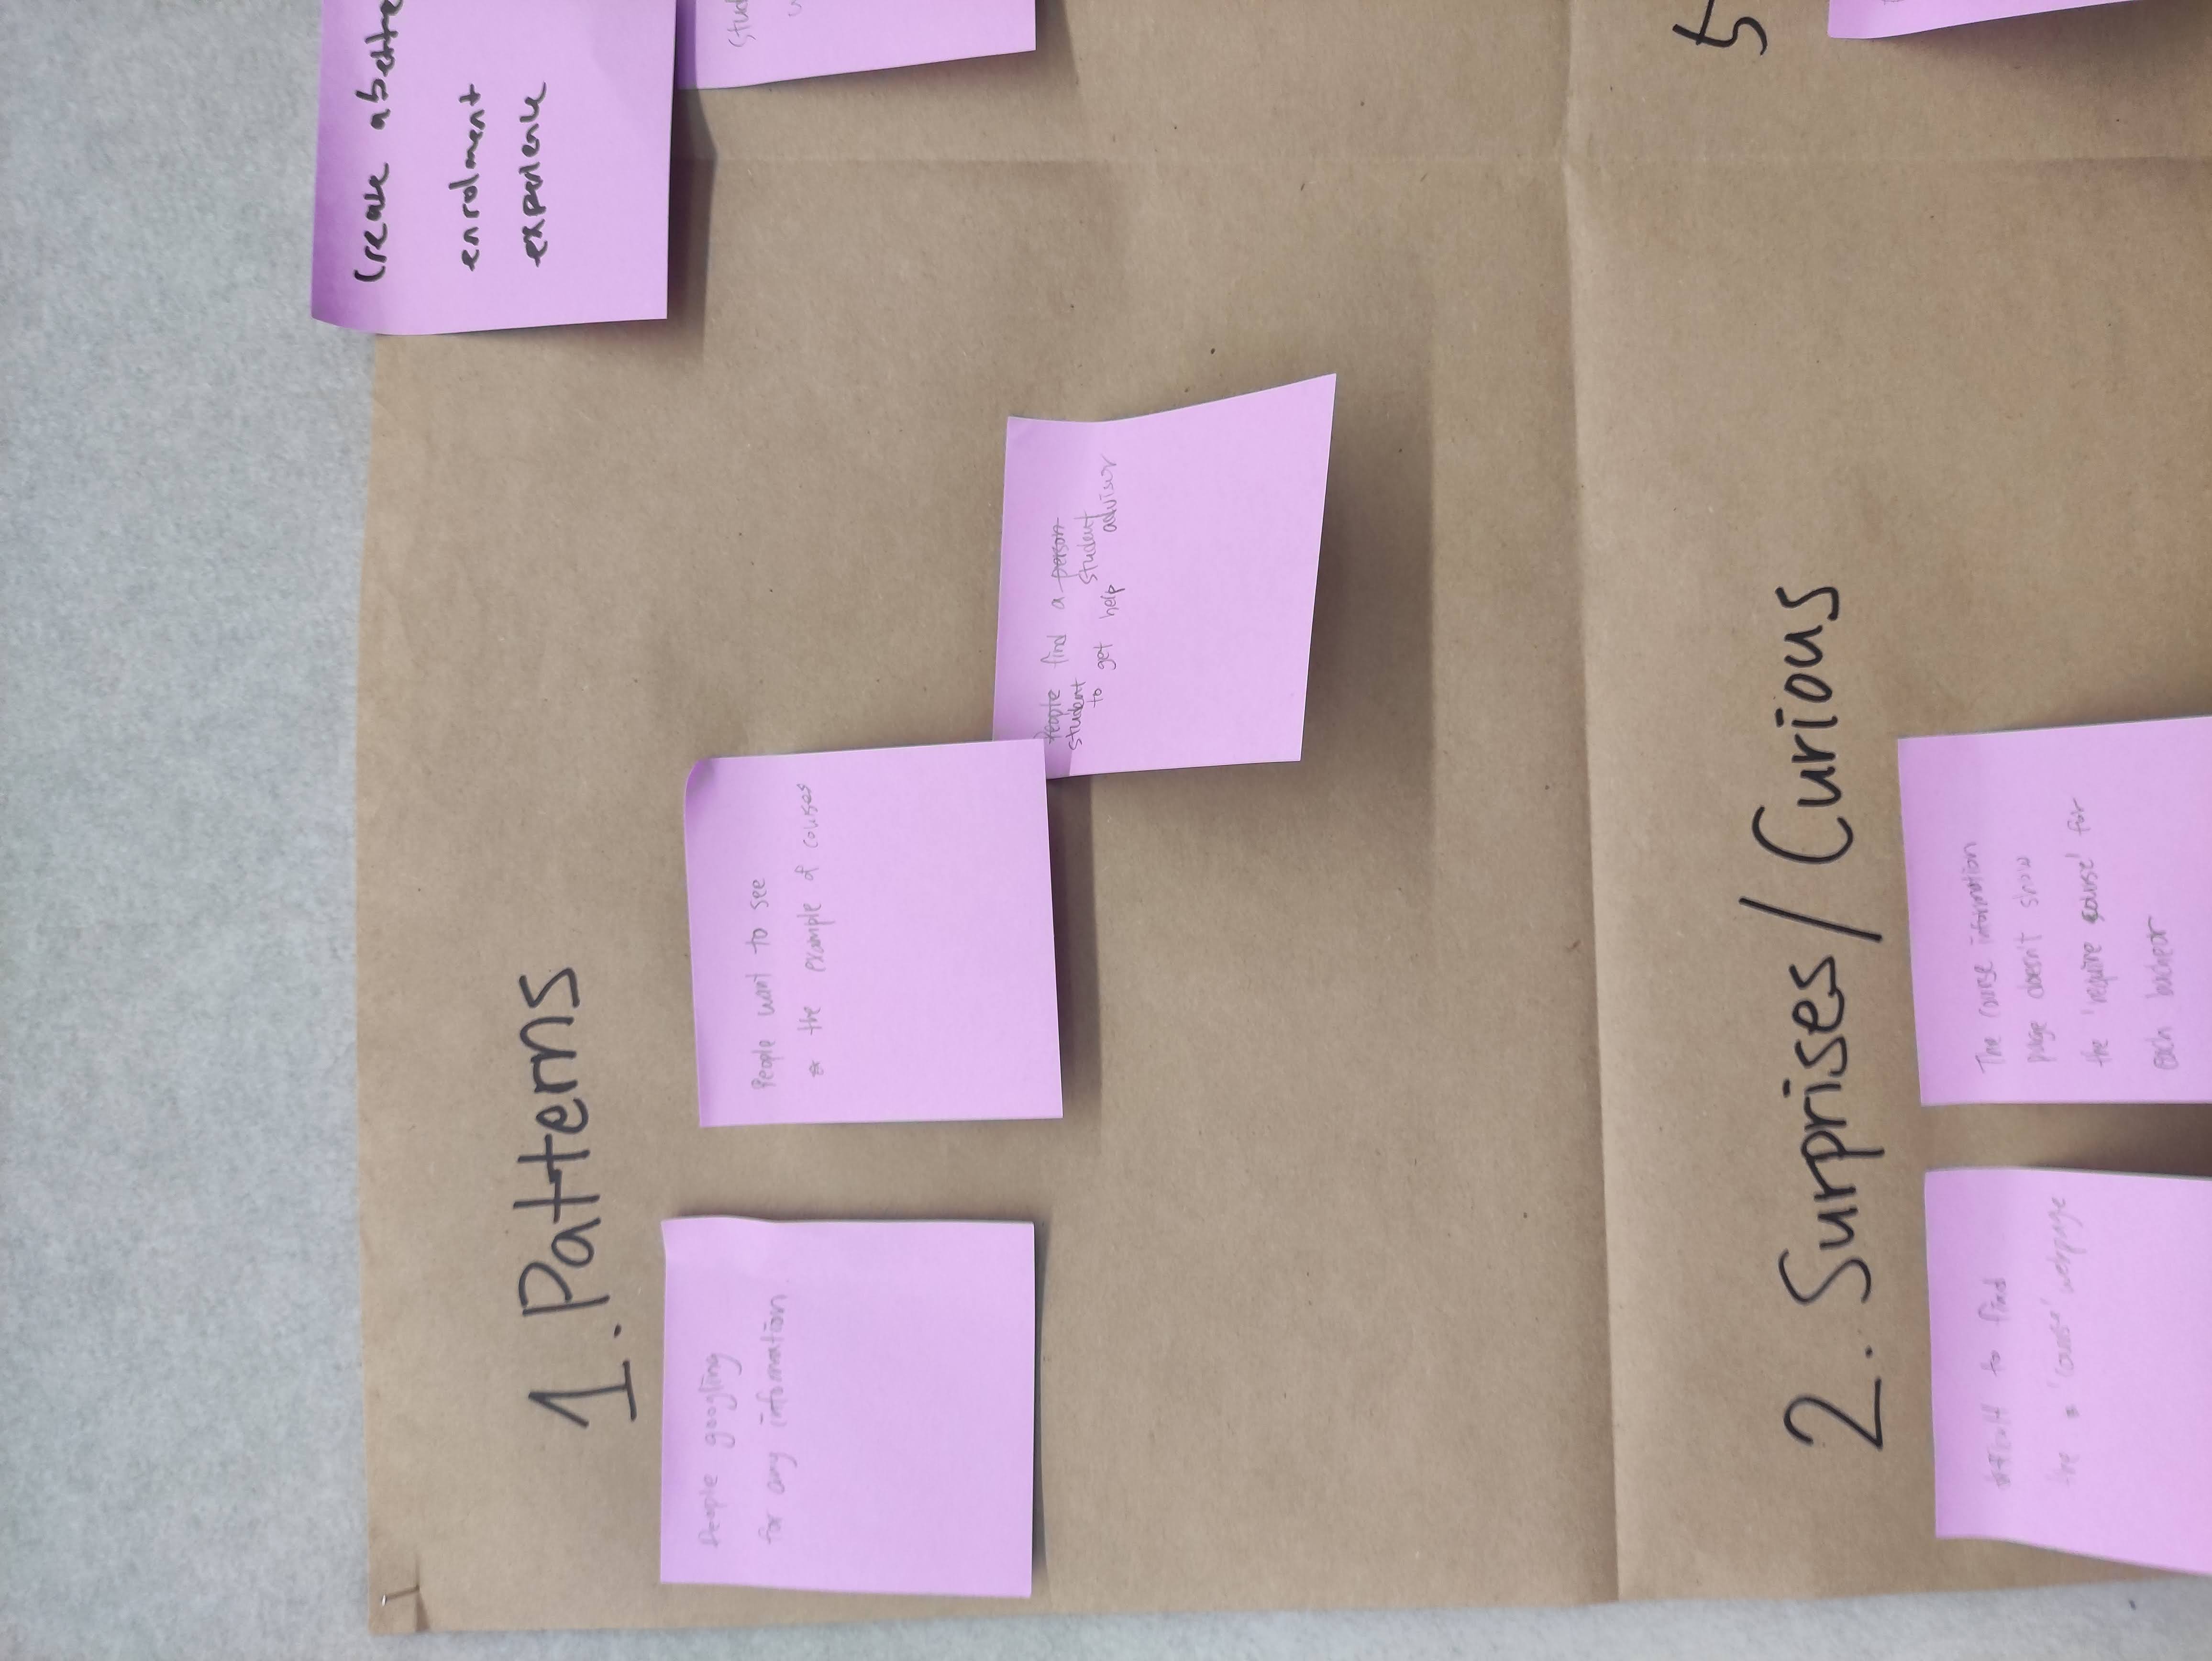 1. Patterns
People googling
for any information.
People want to see
the example of courses
People find a person
student student
to get help advisor
Create a bette
enrolment
experience
Stud
2. Surprises/Curious
difficult to find
the 'course' webpage
The course information
page doesn't show
the 'require course' for
each bacheor
5